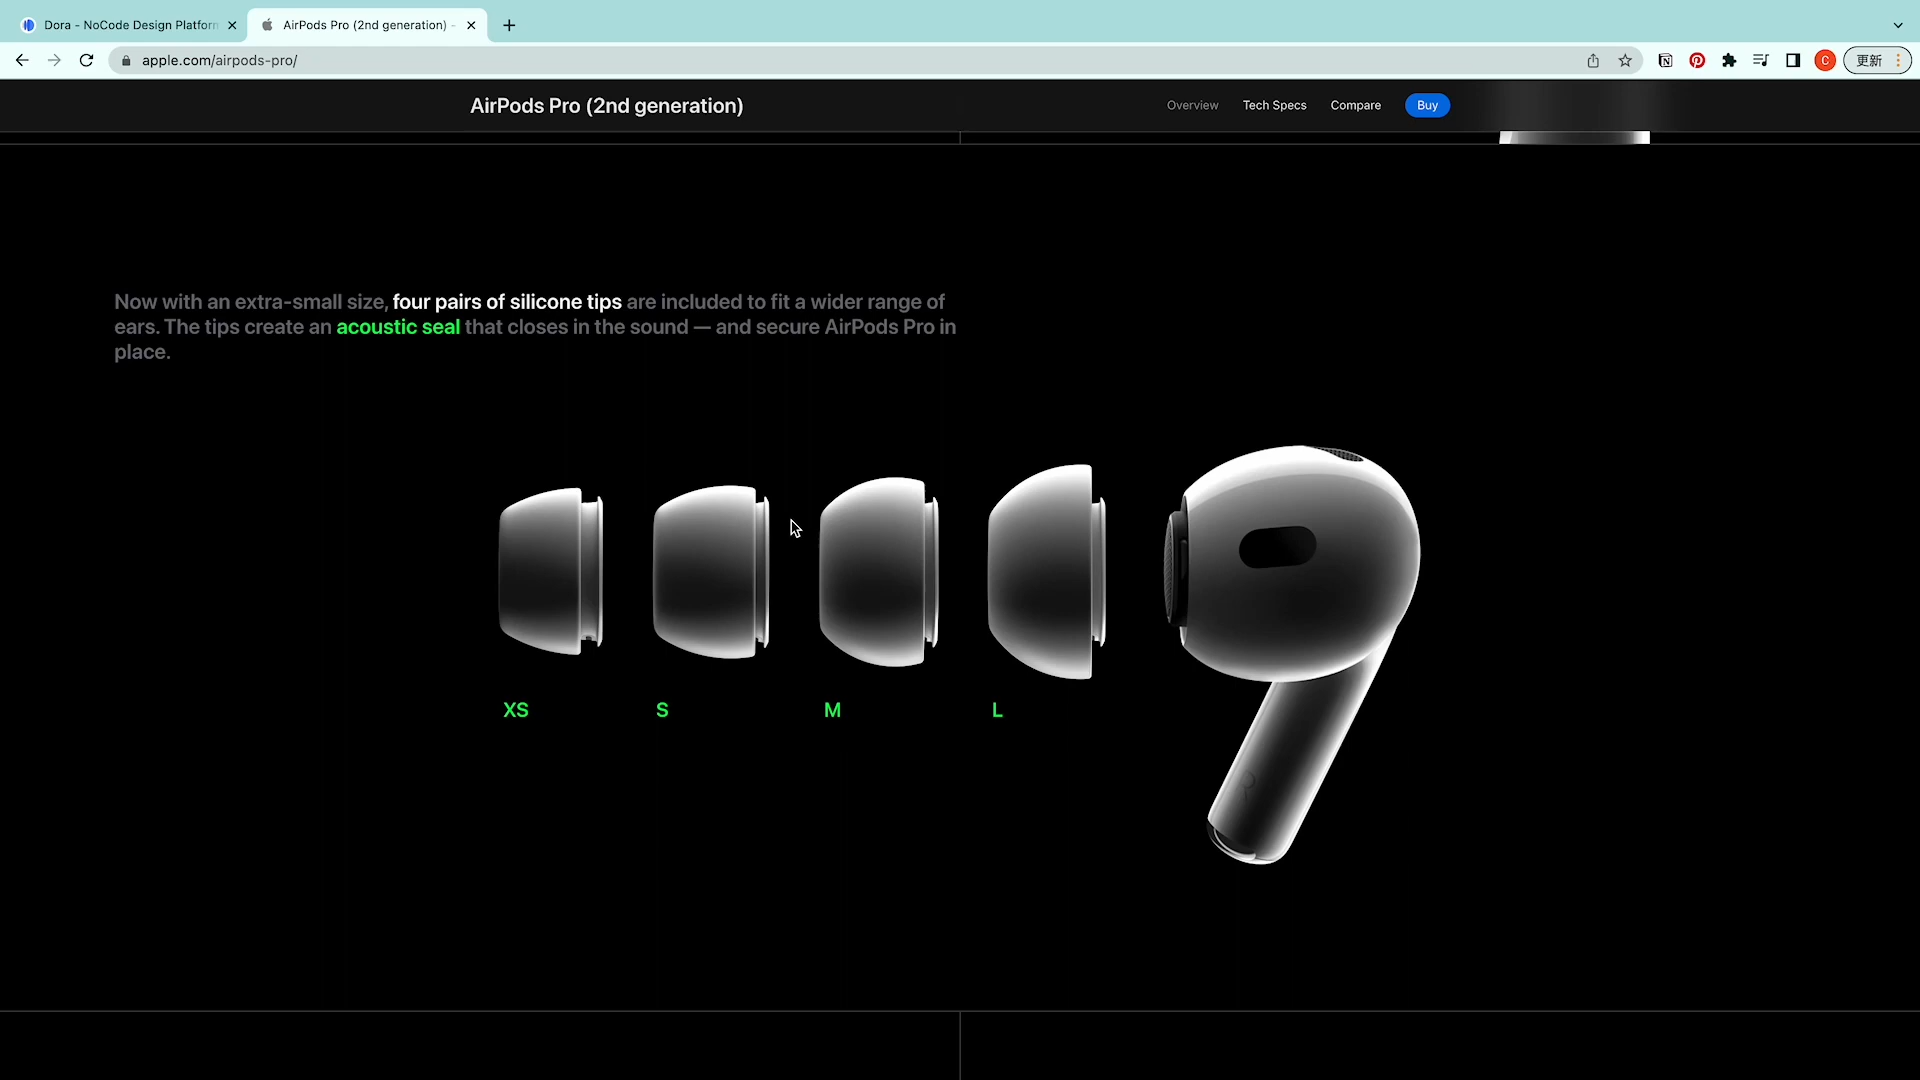 Dora - NoCode Design Platform
AirPods Pro (2nd generation) -
apple.com/airpods-pro/
C
更新
AirPods Pro (2nd generation)
Overview
Tech Specs
Compare
Buy
Now with an extra-small size, four pairs of silicone tips are included to fit a wider range of
ears. The tips create an acoustic seal that closes in the sound — and secure AirPods Pro in
place.
XS
S
M
L
R